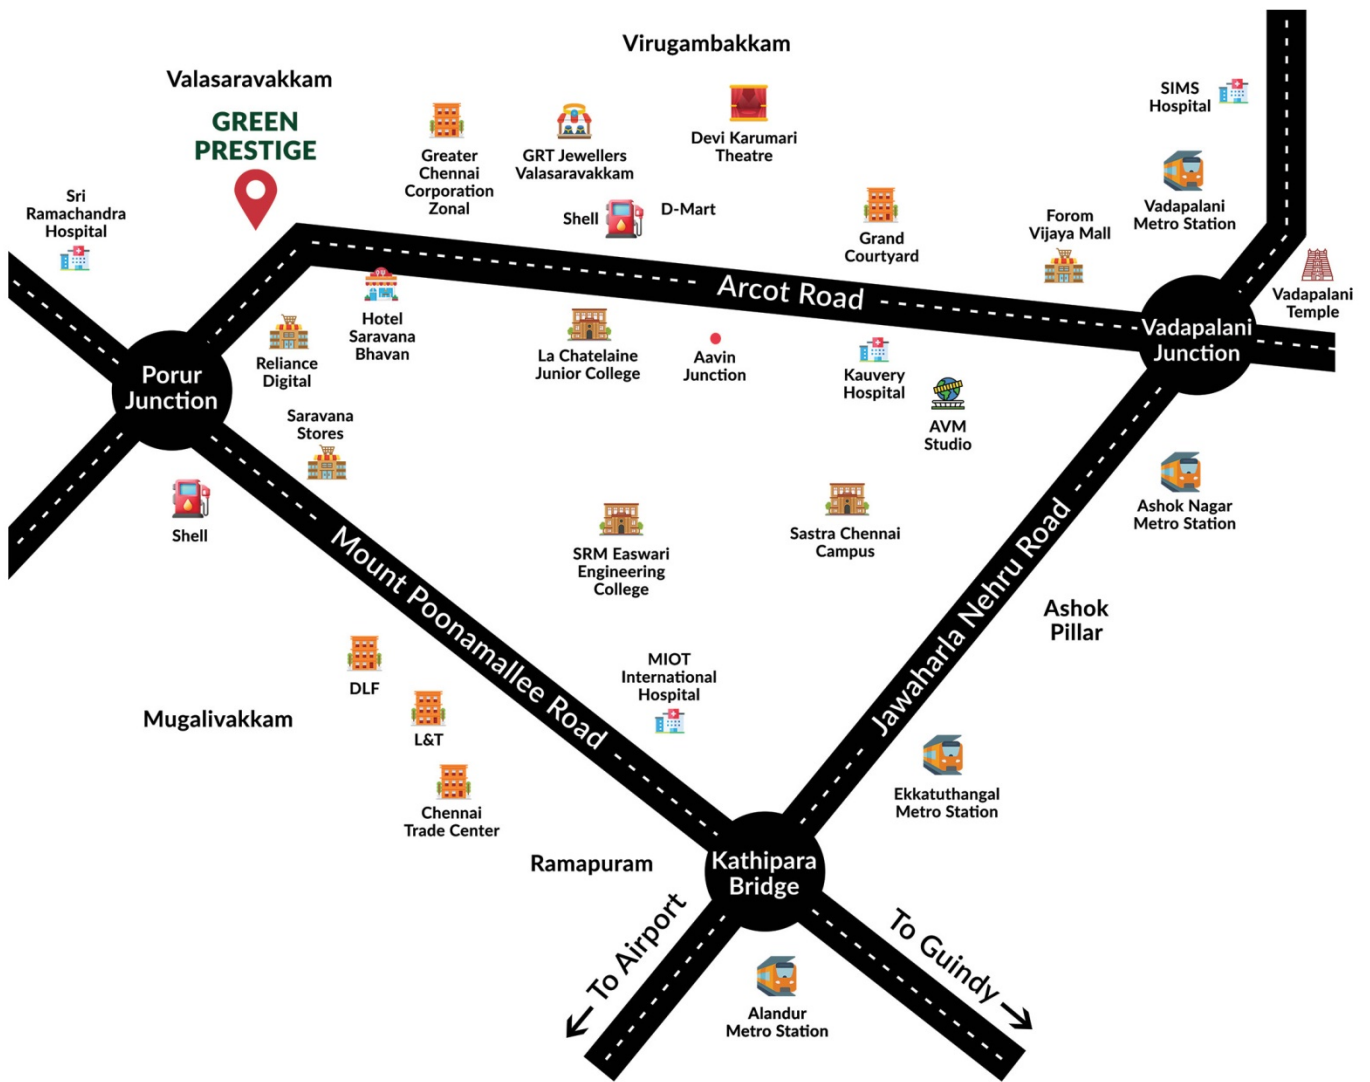 Virugambakkam
Valasaravakkam
GREEN
PRESTIGE
SIMS
Hospital
Greater
Chennai
Corporation
Zonal
GRT Jewellers
Valasaravakkam
Devi Karumari
Theatre
Sri
Ramachandra
Hospital
Shell
D-Mart
Grand
Courtyard
Forom
Vijaya Mall
Vadapalani
Metro Station
Vadapalani
Temple
Arcot Road
Vadapalani
Junction
Hotel
Saravana
Bhavan
Reliance
Digital
La Chatelaine
Junior College
Aavin
Junction
Kauvery
Hospital
AVM
Studio
Porur
Junction
Saravana
Stores
Shell
Ashok Nagar
Metro Station
Sastra Chennai
Campus
SRM Easwari
Engineering
College
Mount Poonamallee Road
Jawaharla Nehru Road
Ashok
Pillar
MIOT
International
Hospital
DLF
Mugalivakkam
L&T
Chennai
Trade Center
Ekkatuthangal
Metro Station
Ramapuram
Kathipara
Bridge
To Airport
To Guindy
Alandur
Metro Station